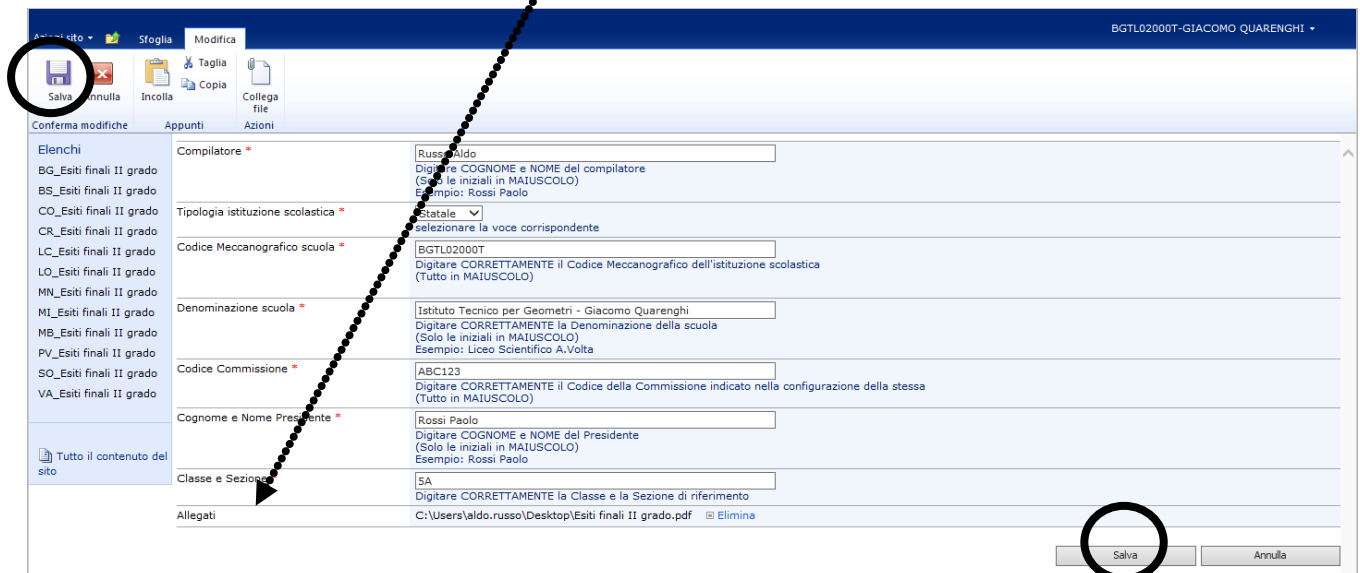 BGTL02000T-GIACOMO QUARENGHI
Azioni sito
Sfoglia
Modifica
Salva
Annulla
Incolla
Taglia
Copia
Collega
file
Conferma modifiche
Appunti
Azioni
Elenchi
BG_Esiti finali II grado
BS_Esiti finali II grado
CO_Esiti finali II grado
CR_Esiti finali II grado
LC_Esiti finali II grado
LO_Esiti finali II grado
MN_Esiti finali II grado
MI_Esiti finali II grado
MB_Esiti finali II grado
PV_Esiti finali II grado
SO_Esiti finali II grado
VA_Esiti finali II grado
Tutto il contenuto del
sito
Compilatore *
Russo Aldo
Digitare COGNOME e NOME del compilatore
(Solo le iniziali in MAIUSCOLO)
Esempio: Rossi Paolo
Tipologia istituzione scolastica *
Statale
selezionare la voce corrispondente
Codice Meccanografico scuola *
BGTL02000T
Digitare CORRETTAMENTE il Codice Meccanografico dell'istituzione scolastica
(Tutto in MAIUSCOLO)
Denominazione scuola *
Istituto Tecnico per Geometri - Giacomo Quarenghi
Digitare CORRETTAMENTE la Denominazione della scuola
(Solo le iniziali in MAIUSCOLO)
Esempio: Liceo Scientifico A.Volta
Codice Commissione *
ABC123
Digitare CORRETTAMENTE il Codice della Commissione indicato nella configurazione della stessa
(Tutto in MAIUSCOLO)
Cognome e Nome Presidente *
Rossi Paolo
Digitare COGNOME e NOME del Presidente
(Solo le iniziali in MAIUSCOLO)
Esempio: Rossi Paolo
Classe e Sezione
5A
Digitare CORRETTAMENTE la Classe e la Sezione di riferimento
Allegati
C:\Users\aldo.russo\Desktop\Esiti finali II grado.pdf
Elimina
Salva
Annulla